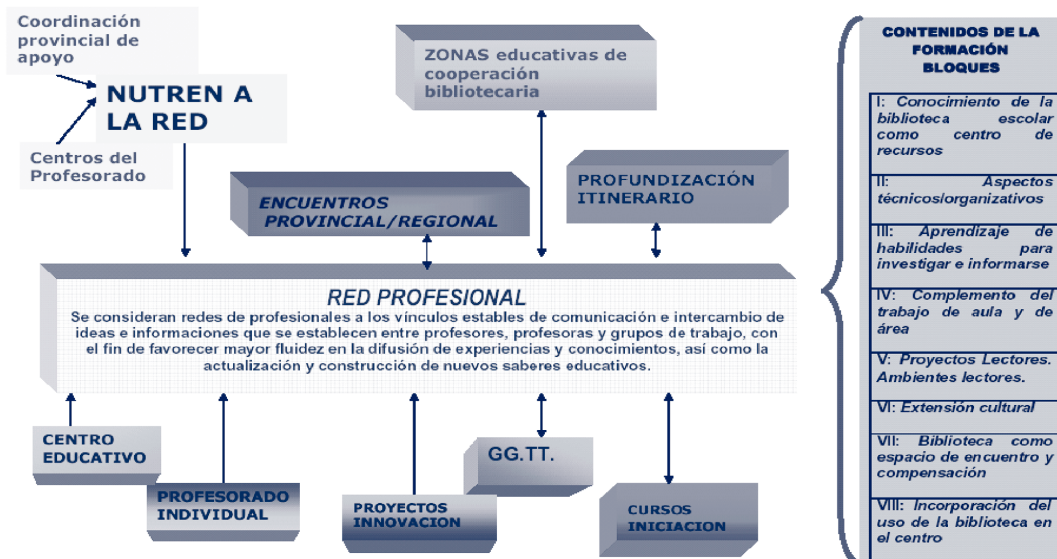 Coordinación
provincial de
apoyo
NUTREN A
LA RED
Centros del
Profesorado
ZONAS educativas de
cooperación
bibliotecaria
ENCUENTROS
PROVINCIAL/REGIONAL
PROFUNDIZACIÓN
ITINERARIO
RED PROFESIONAL
Se consideran redes de profesionales a los vínculos estables de comunicación e intercambio de
ideas e informaciones que se establecen entre profesores, profesoras y grupos de trabajo, con
el fin de favorecer mayor fluidez en la difusión de experiencias y conocimientos, así como la
actualización y construcción de nuevos saberes educativos.
CENTRO
EDUCATIVO
PROFESORADO
INDIVIDUAL
PROYECTOS
INNOVACION
GG.TT.
CURSOS
INICIACION
CONTENIDOS DE LA
FORMACIÓN
BLOQUES
I: Conocimiento de la
biblioteca escolar
como centro de
recursos
II: Aspectos
técnicos/organizativos
III: Aprendizaje de
habilidades para
investigar e informarse
IV: Complemento del
trabajo de aula y de
área
V: Proyectos Lectores.
Ambientes lectores.
VI: Extensión cultural
VII: Biblioteca como
espacio de encuentro y
compensación
VIII: Incorporación del
uso de la biblioteca en
el centro